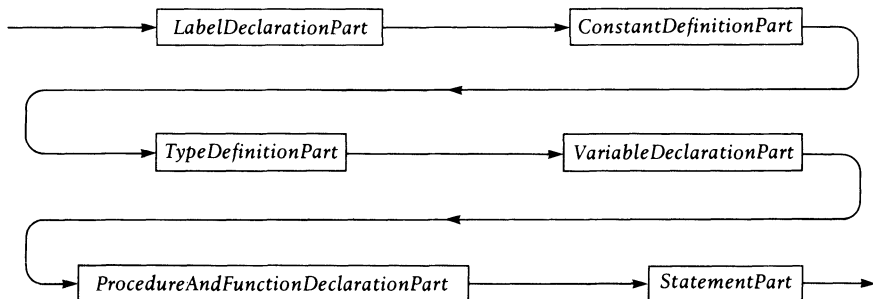 LabelDeclarationPart ConstantDefinitionPart
TypeDefinitionPart VariableDeclarationPart
ProcedureAndFunctionDeclarationPart StatementPart